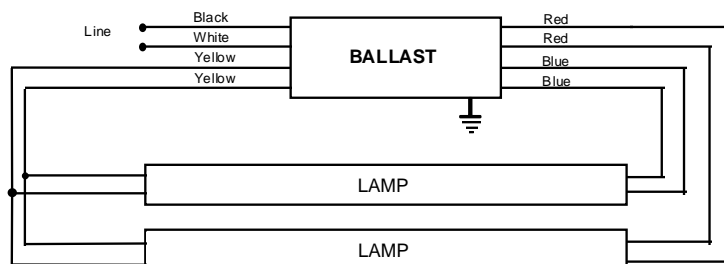 Black
Red
Line
White
Red
Yellow
BALLAST
Blue
Yellow
Blue
LAMP
LAMP